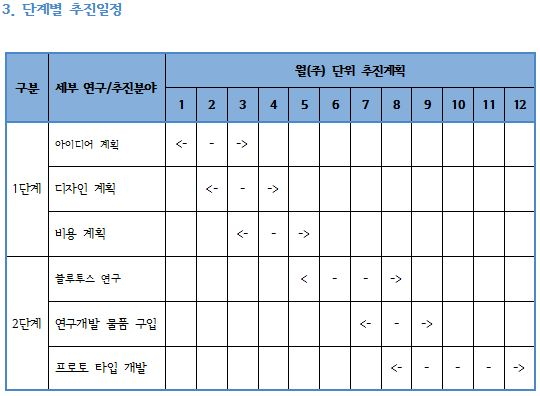 3. 단계별 추진일정
구분 세부 연구/추진분야 월(주) 단위 추진계획
1 2 3 4 5 6 7 8 9 10 11 12
1단계
아이디어 계획 <- - ->
디자인 계획 <- - ->
비용 계획 <- - ->
2단계
블루투스 연구 < - - ->
연구개발 물품 구입 <- - ->
프로토 타입 개발 <- - - - ->